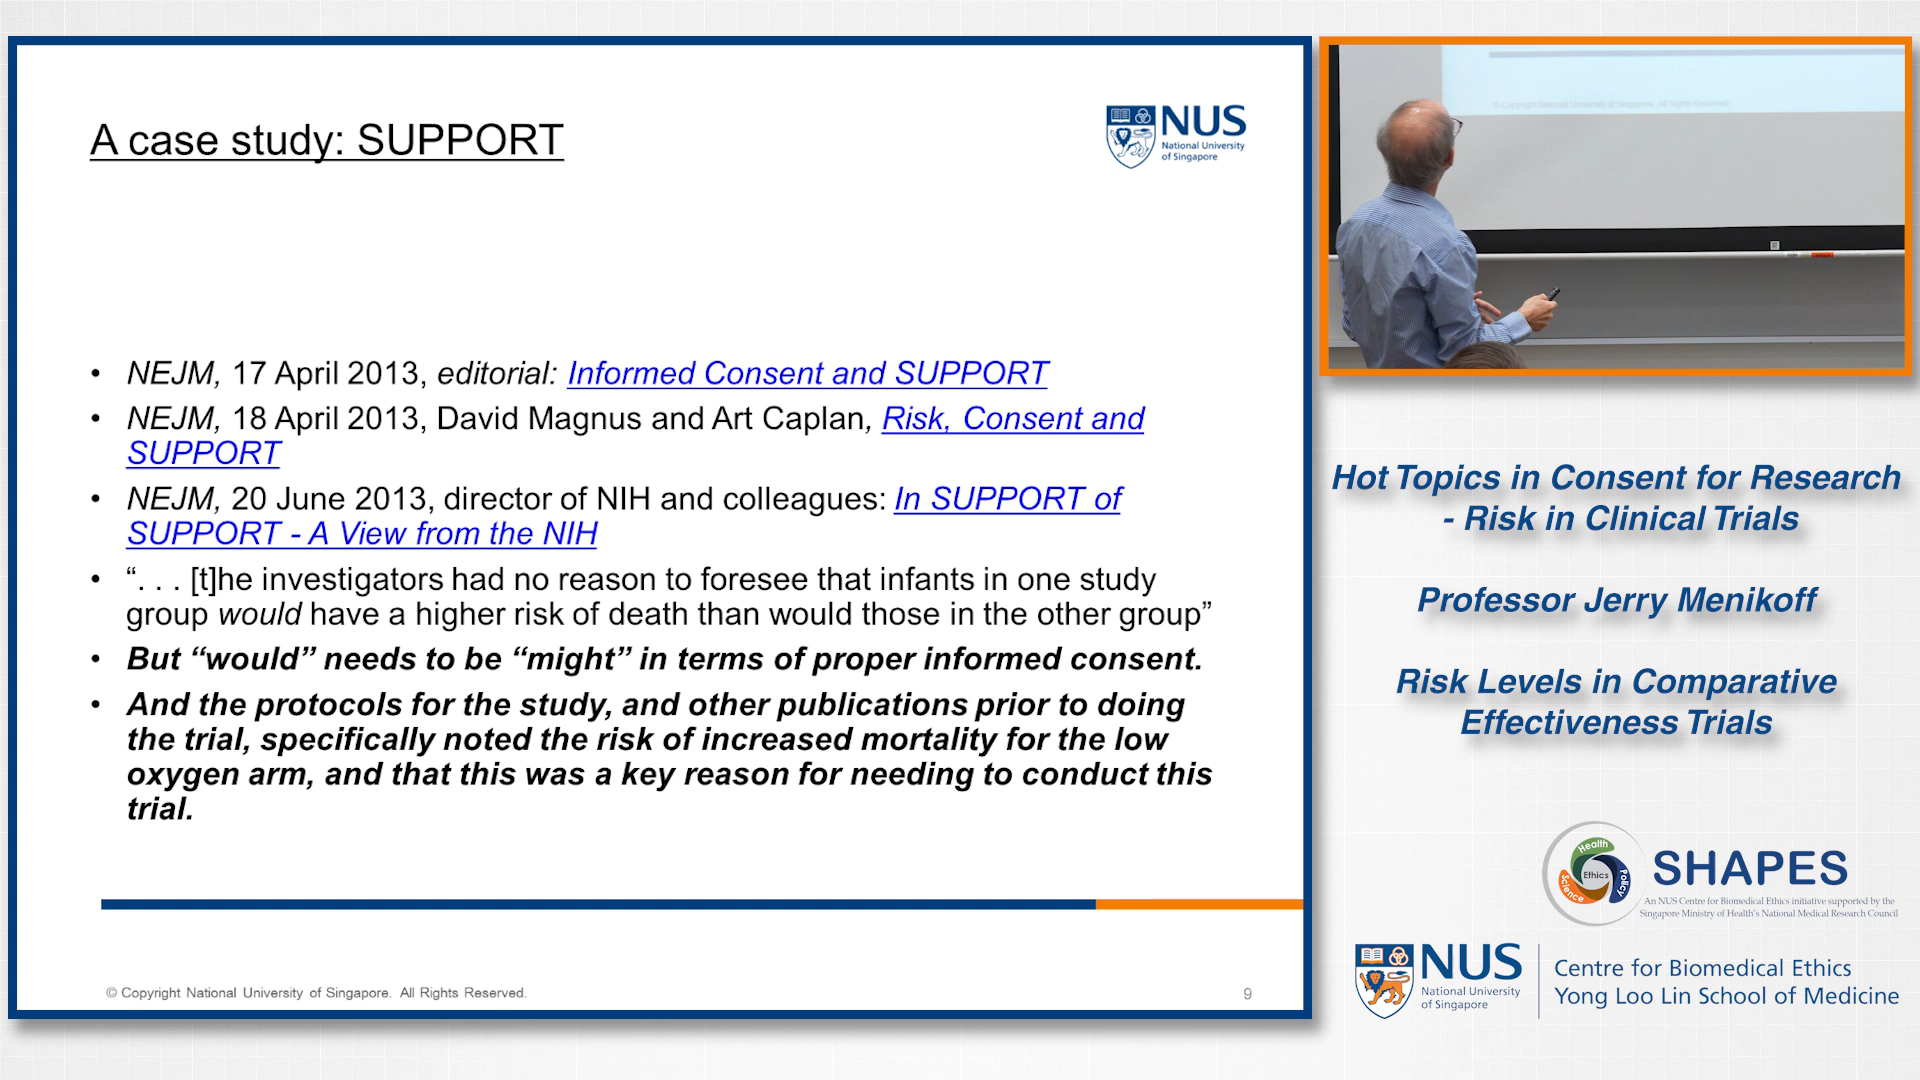 A case study: SUPPORT
NUS
National University
of Singapore
• NEJM, 17 April 2013, editorial: Informed Consent and SUPPORT
• NEJM, 18 April 2013, David Magnus and Art Caplan, Risk, Consent and
SUPPORT
• NEJM, 20 June 2013, director of NIH and colleagues: In SUPPORT of
SUPPORT - A View from the NIH
• “. . . [t]he investigators had no reason to foresee that infants in one study
group would have a higher risk of death than would those in the other group”
• But “would” needs to be “might” in terms of proper informed consent.
• And the protocols for the study, and other publications prior to doing
the trial, specifically noted the risk of increased mortality for the low
oxygen arm, and that this was a key reason for needing to conduct this
trial.
© Copyright National University of Singapore. All Rights Reserved.
9
© Copyright National University of Singapore. All Rights Reserved.
Hot Topics in Consent for Research
- Risk in Clinical Trials
Professor Jerry Menikoff
Risk Levels in Comparative
Effectiveness Trials
Health
Ethics
Science
Policy
SHAPES
An NUS Centre for Biomedical Ethics initiative supported by the
Singapore Ministry of Health's National Medical Research Council
NUS
National University
of Singapore
Centre for Biomedical Ethics
Yong Loo Lin School of Medicine